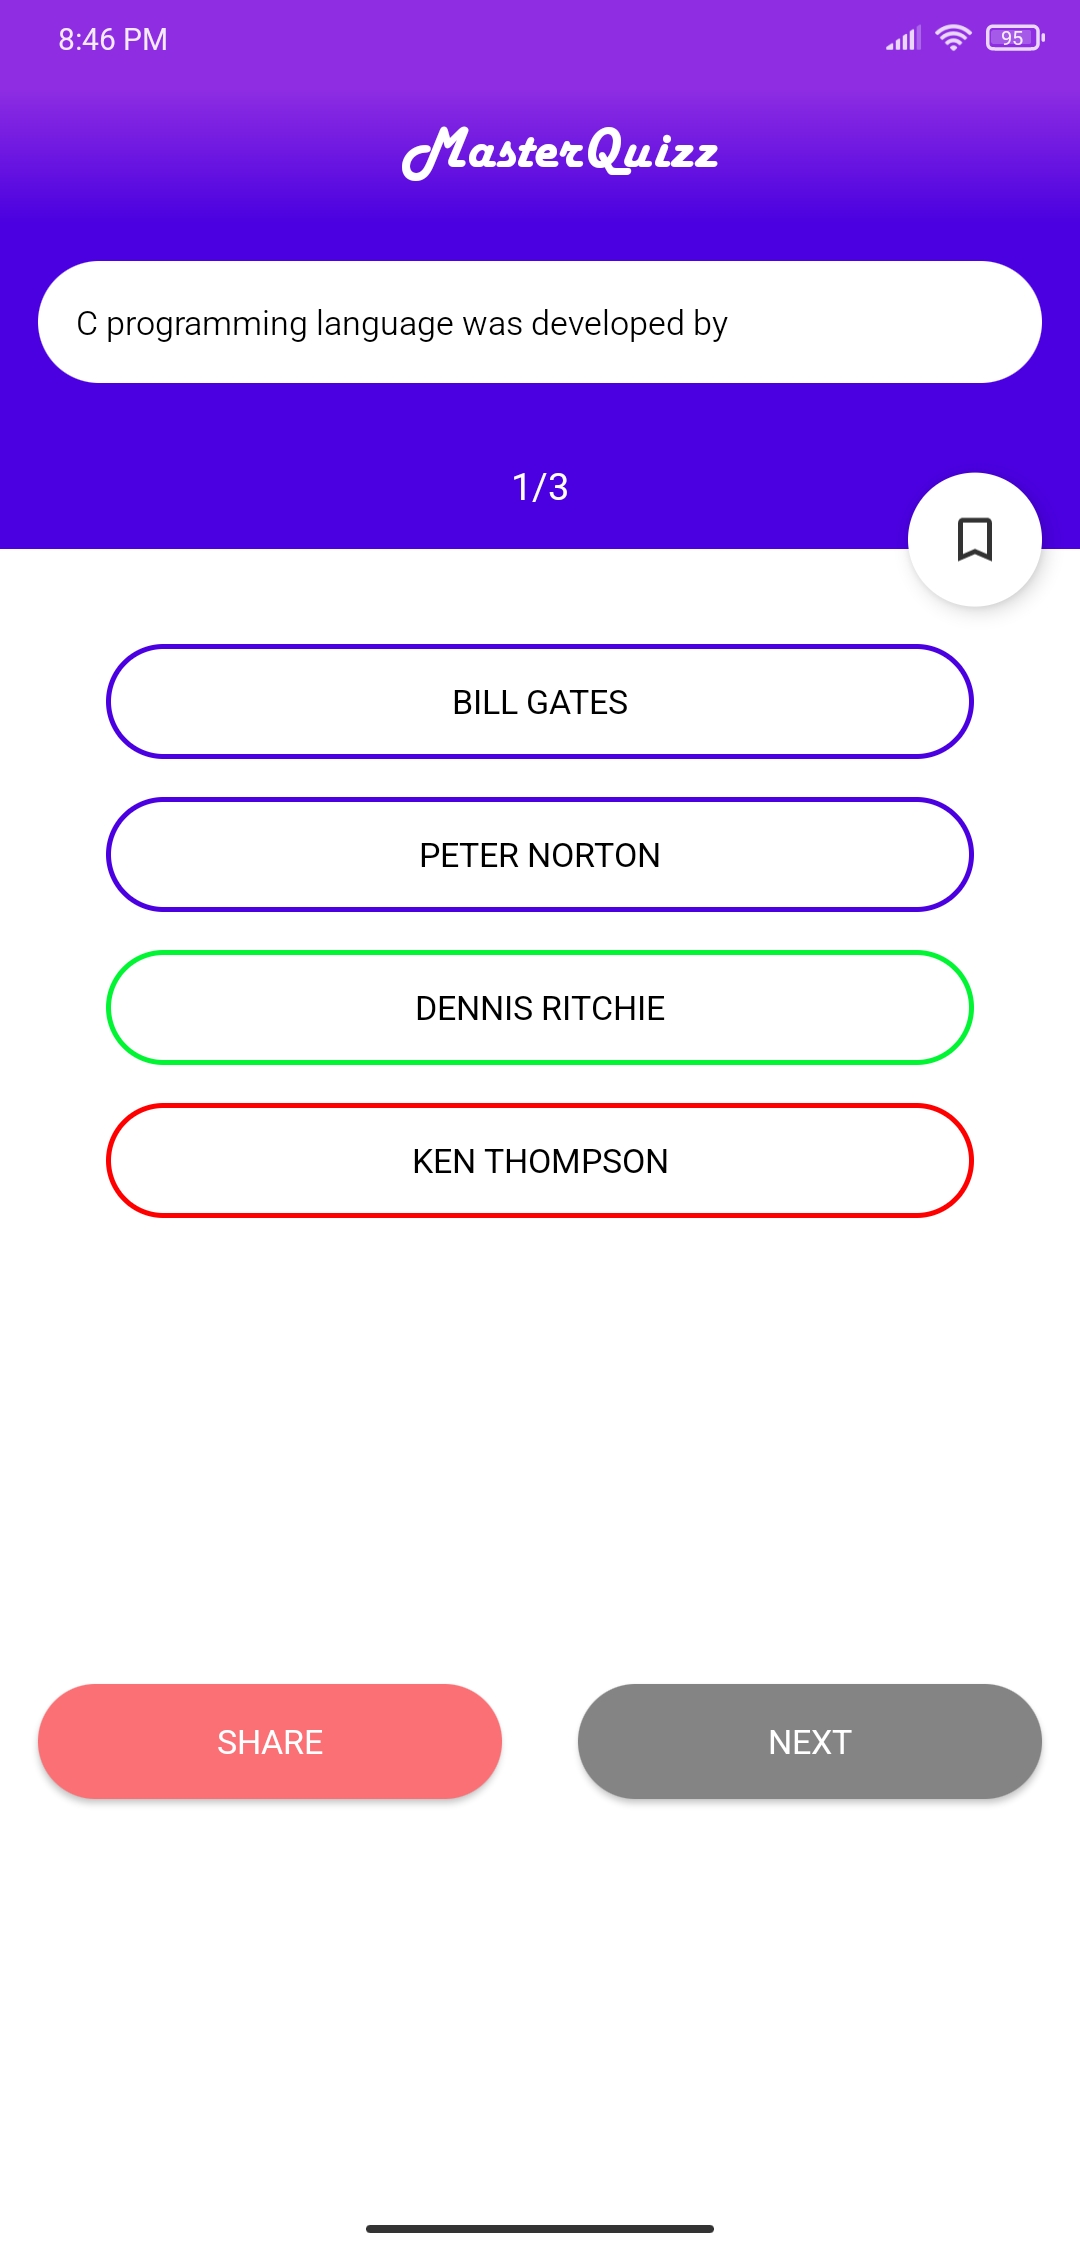 8:46 PM
95
MasterQuizz
C programming language was developed by
1/3
BILL GATES
PETER NORTON
DENNIS RITCHIE
KEN THOMPSON
SHARE
NEXT